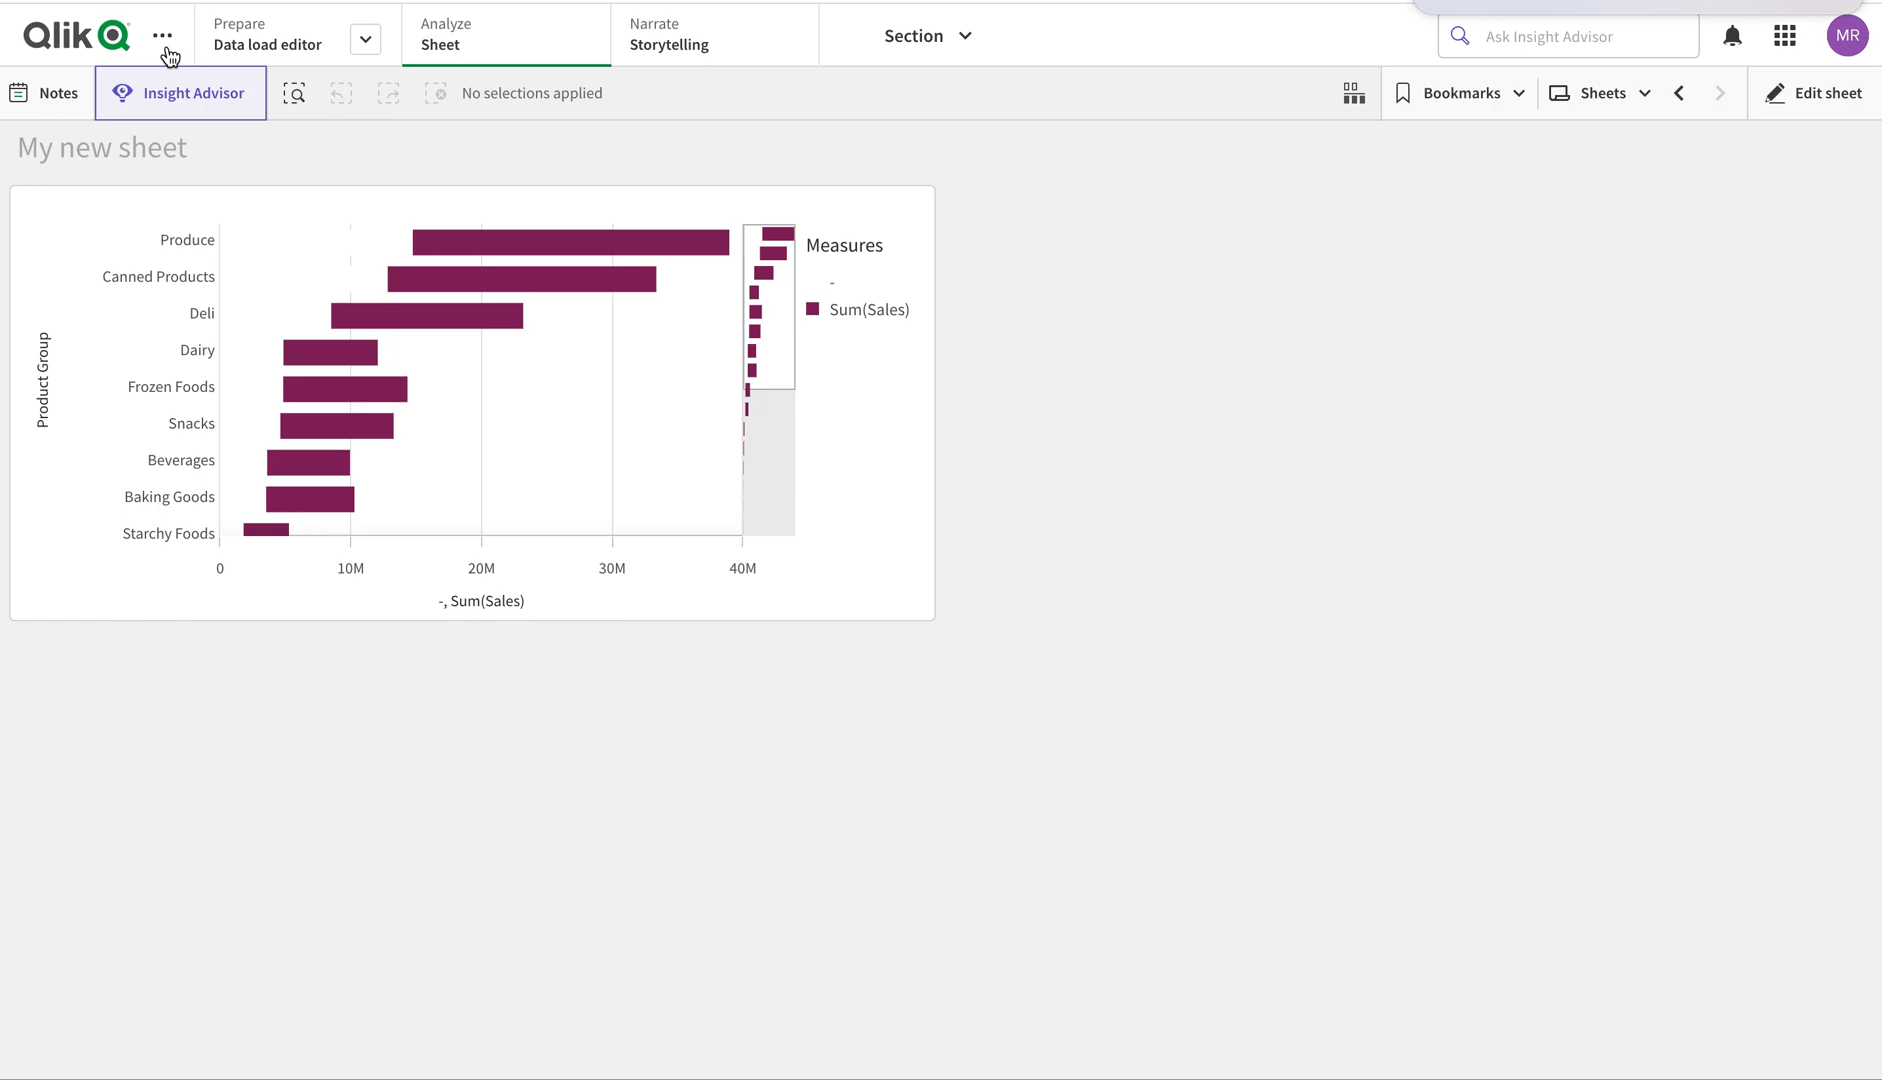 Qlik
Prepare
Data load editor
Analyze
Sheet
Narrate
Storytelling
Section
Ask Insight Advisor
MR
Notes
Insight Advisor
No selections applied
Bookmarks
Sheets
Edit sheet
My new sheet
Product Group
Produce
Canned Products
Deli
Dairy
Frozen Foods
Snacks
Beverages
Baking Goods
Starchy Foods
0
10M
20M
30M
40M
-, Sum(Sales)
Measures
-
Sum(Sales)